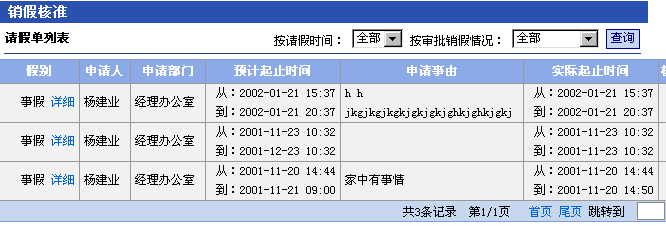 销假核准
请假单列表 按请假时间： 全部 按审批销假情况： 全部 查询
假别 申请人 申请部门 预计起止时间 申请事由 实际起止时间
事假 详细 杨建业 经理办公室 从：2002-01-21 15:37 h h 从：2002-01-21 15:37
到：2002-01-21 20:37 jkgjkgjkgkjgkjgkjghkjghkjgkj 到：2002-01-21 20:37
事假 详细 杨建业 经理办公室 从：2001-11-23 10:32 从：2001-11-23 10:32
到：2001-12-23 10:32 到：2001-11-23 10:32
事假 详细 杨建业 经理办公室 从：2001-11-20 14:44 家中有事情 从：2001-11-20 14:44
到：2001-11-21 09:00 到：2001-11-20 14:50
共3条记录 第1/1页 首页 尾页 跳转到